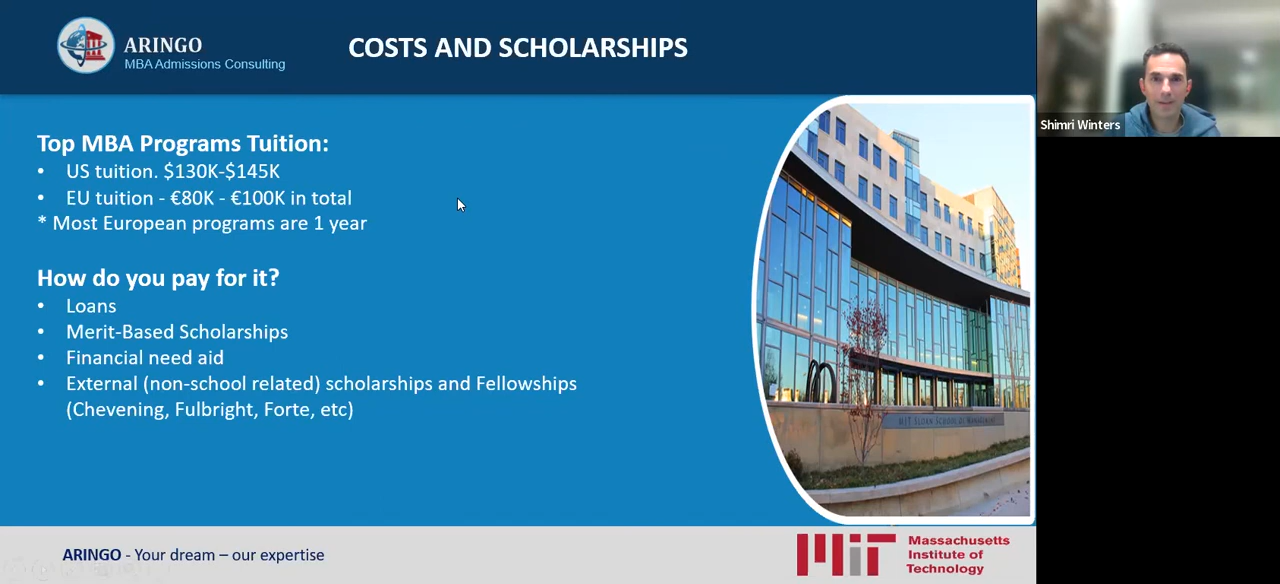 ARINGO
MBA Admissions Consulting
COSTS AND SCHOLARSHIPS
Shimri Winters
Top MBA Programs Tuition:
• US tuition. $130K-$145K
• EU tuition - €80K - €100K in total
* Most European programs are 1 year
How do you pay for it?
• Loans
• Merit-Based Scholarships
• Financial need aid
• External (non-school related) scholarships and Fellowships
(Chevening, Fulbright, Forte, etc)
MIT SLOAN SCHOOL OF MANAGEMENT
ARINGO - Your dream – our expertise
MIT
Massachusetts
Institute of
Technology